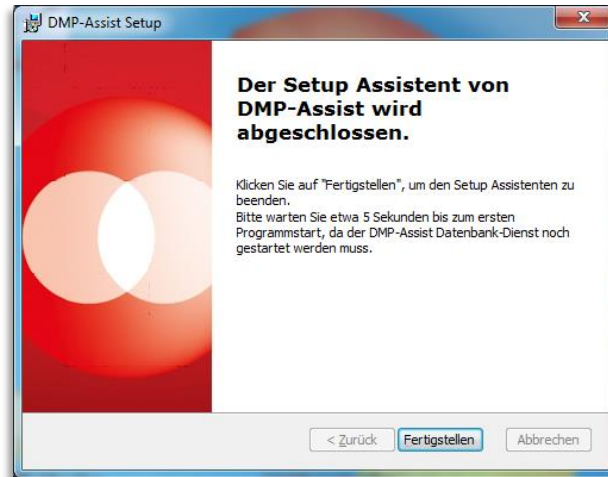 DMP-Assist Setup
Der Setup Assistent von
DMP-Assist wird
abgeschlossen.
Klicken Sie auf "Fertigstellen", um den Setup Assistenten zu
beenden.
Bitte warten Sie etwa 5 Sekunden bis zum ersten
Programmstart, da der DMP-Assist Datenbank-Dienst noch
gestartet werden muss.
< Zurück Fertigstellen Abbrechen